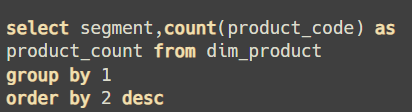 select segment,count(product_code) as
product_count from dim_product
group by 1
order by 2 desc